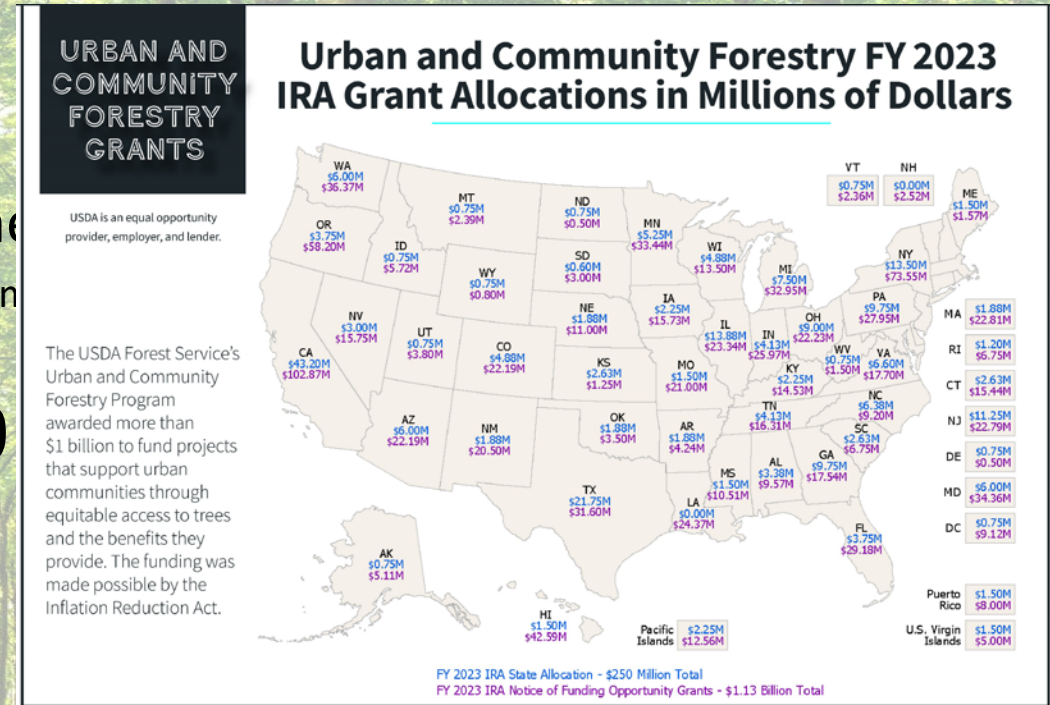 URBAN AND
COMMUNITY
FORESTRY
GRANTS
USDA is an equal opportunity
provider, employer, and lender.
The USDA Forest Service's
Urban and Community
Forestry Program
awarded more than
$1 billion to fund projects
that support urban
communities through
equitable access to trees
and the benefits they
provide. The funding was
made possible by the
Inflation Reduction Act.
Urban and Community Forestry FY 2023
IRA Grant Allocations in Millions of Dollars
WA
$6.00M
$36.37M
OR
$3.75M
$58.20M
ID
$0.75M
$5.72M
MT
$0.75M
$2.39M
WY
$0.75M
$0.80M
ND
$0.75M
$0.50M
SD
$0.60M
$3.00M
MN
$5.25M
$33.44M
WI
$4.88M
$13.50M
MI
$7.50M
$32.95M
VT
$0.75M
$2.36M
NH
$0.00M
$2.52M
ME
$1.50M
$1.57M
NY
$13.50M
$73.55M
PA
$9.75M
$27.95M
NV
$3.00M
$15.75M
CA
$43.20M
$102.87M
UT
$0.75M
$3.80M
CO
$4.88M
$22.19M
NE
$1.88M
$11.00M
KS
$2.63M
$1.25M
IA
$2.25M
$15.73M
MO
$1.50M
$21.00M
IL
$13.88M
$23.34M
IN
$4.13M
$25.97M
OH
$9.00M
$22.23M
WV
$0.75M
$1.50M
VA
$6.60M
$17.70M
KY
$2.25M
$14.53M
TN
$4.13M
$16.31M
NC
$6.38M
$9.20M
SC
$2.63M
$6.75M
AZ
$6.00M
$22.19M
NM
$1.88M
$20.50M
OK
$1.88M
$3.50M
AR
$1.88M
$4.24M
TX
$21.75M
$31.60M
LA
$0.00M
$24.37M
MS
$1.50M
$10.51M
AL
$3.38M
$9.57M
GA
$9.75M
$17.54M
FL
$3.75M
$29.18M
AK
$0.75M
$5.11M
HI
$1.50M
$42.59M
Pacific
Islands
$2.25M
$12.56M
MA
$1.88M
$22.81M
RI
$1.20M
$6.75M
CT
$2.63M
$15.44M
NJ
$11.25M
$22.79M
DE
$0.75M
$0.50M
MD
$6.00M
$34.36M
DC
$0.75M
$9.12M
Puerto
Rico
$1.50M
$8.00M
U.S. Virgin
Islands
$1.50M
$5.00M
FY 2023 IRA State Allocation - $250 Million Total
FY 2023 IRA Notice of Funding Opportunity Grants - $1.13 Billion Total